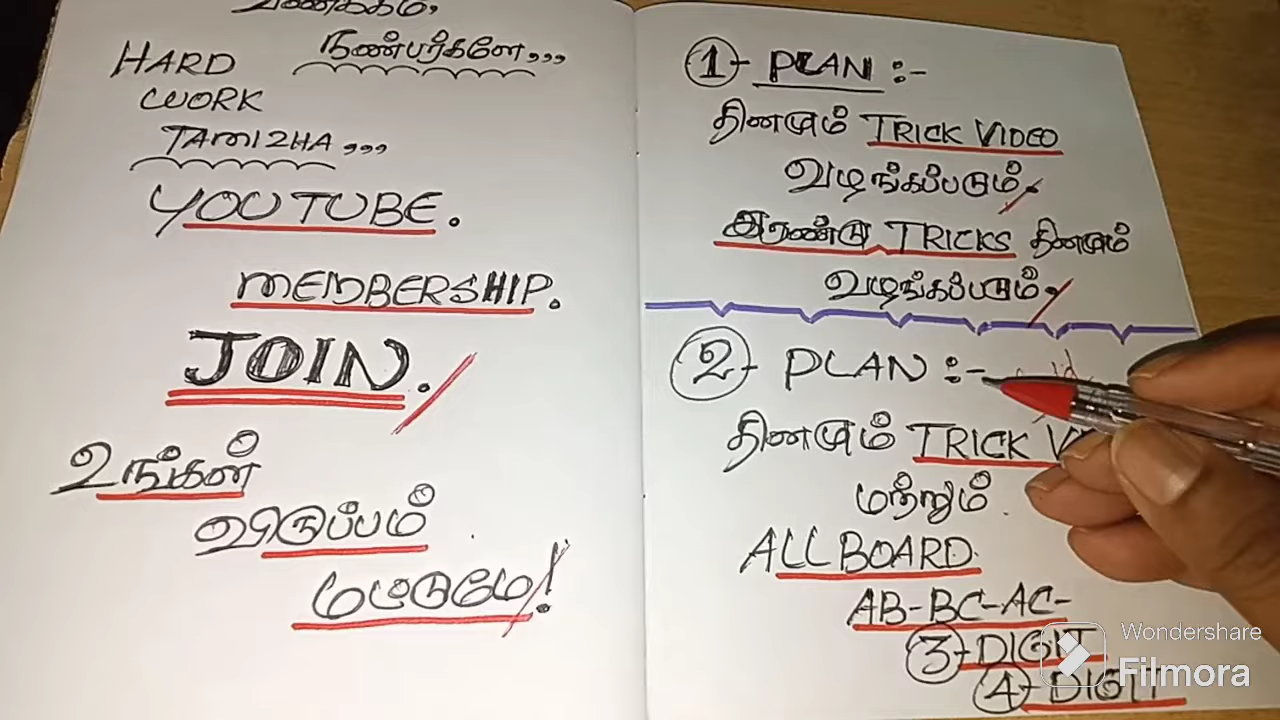 வணக்கம்,
நண்பர்களே,,,
HARD
WORK
TAMIZHA,,,
YOUTUBE.
MEMBERSHIP.
JOIN.
உங்கள்
விருப்பம்
மட்டுமே!
1 - PLAN :-
தினமும் TRICK VIDEO
வழங்கப்படும்.
இரண்டு TRICKS தினமும்
வழங்கப்படும்.
2 - PLAN :-
தினமும் TRICK
மற்றும்
ALL BOARD
AB-BC-AC-
3 - DIGIT
4 - DIGIT
Wondershare
Filmora